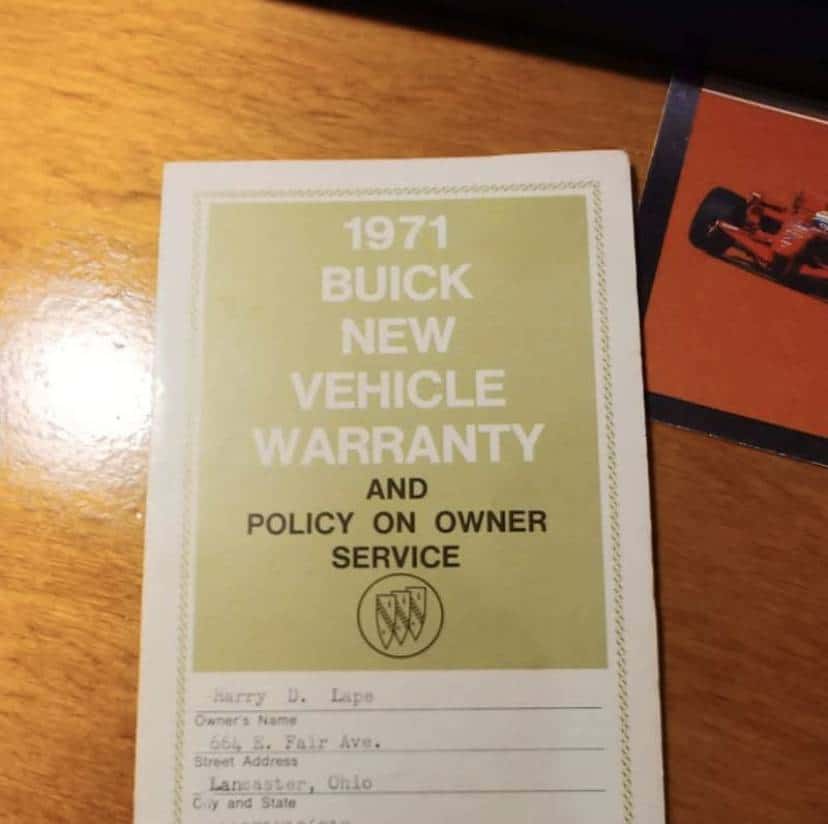 1971
BUICK
NEW
VEHICLE
WARRANTY
AND
POLICY ON OWNER
SERVICE
Harry D. Lape
Owner's Name
664 E. Fair Ave.
Street Address
Lancaster, Ohio
City and State